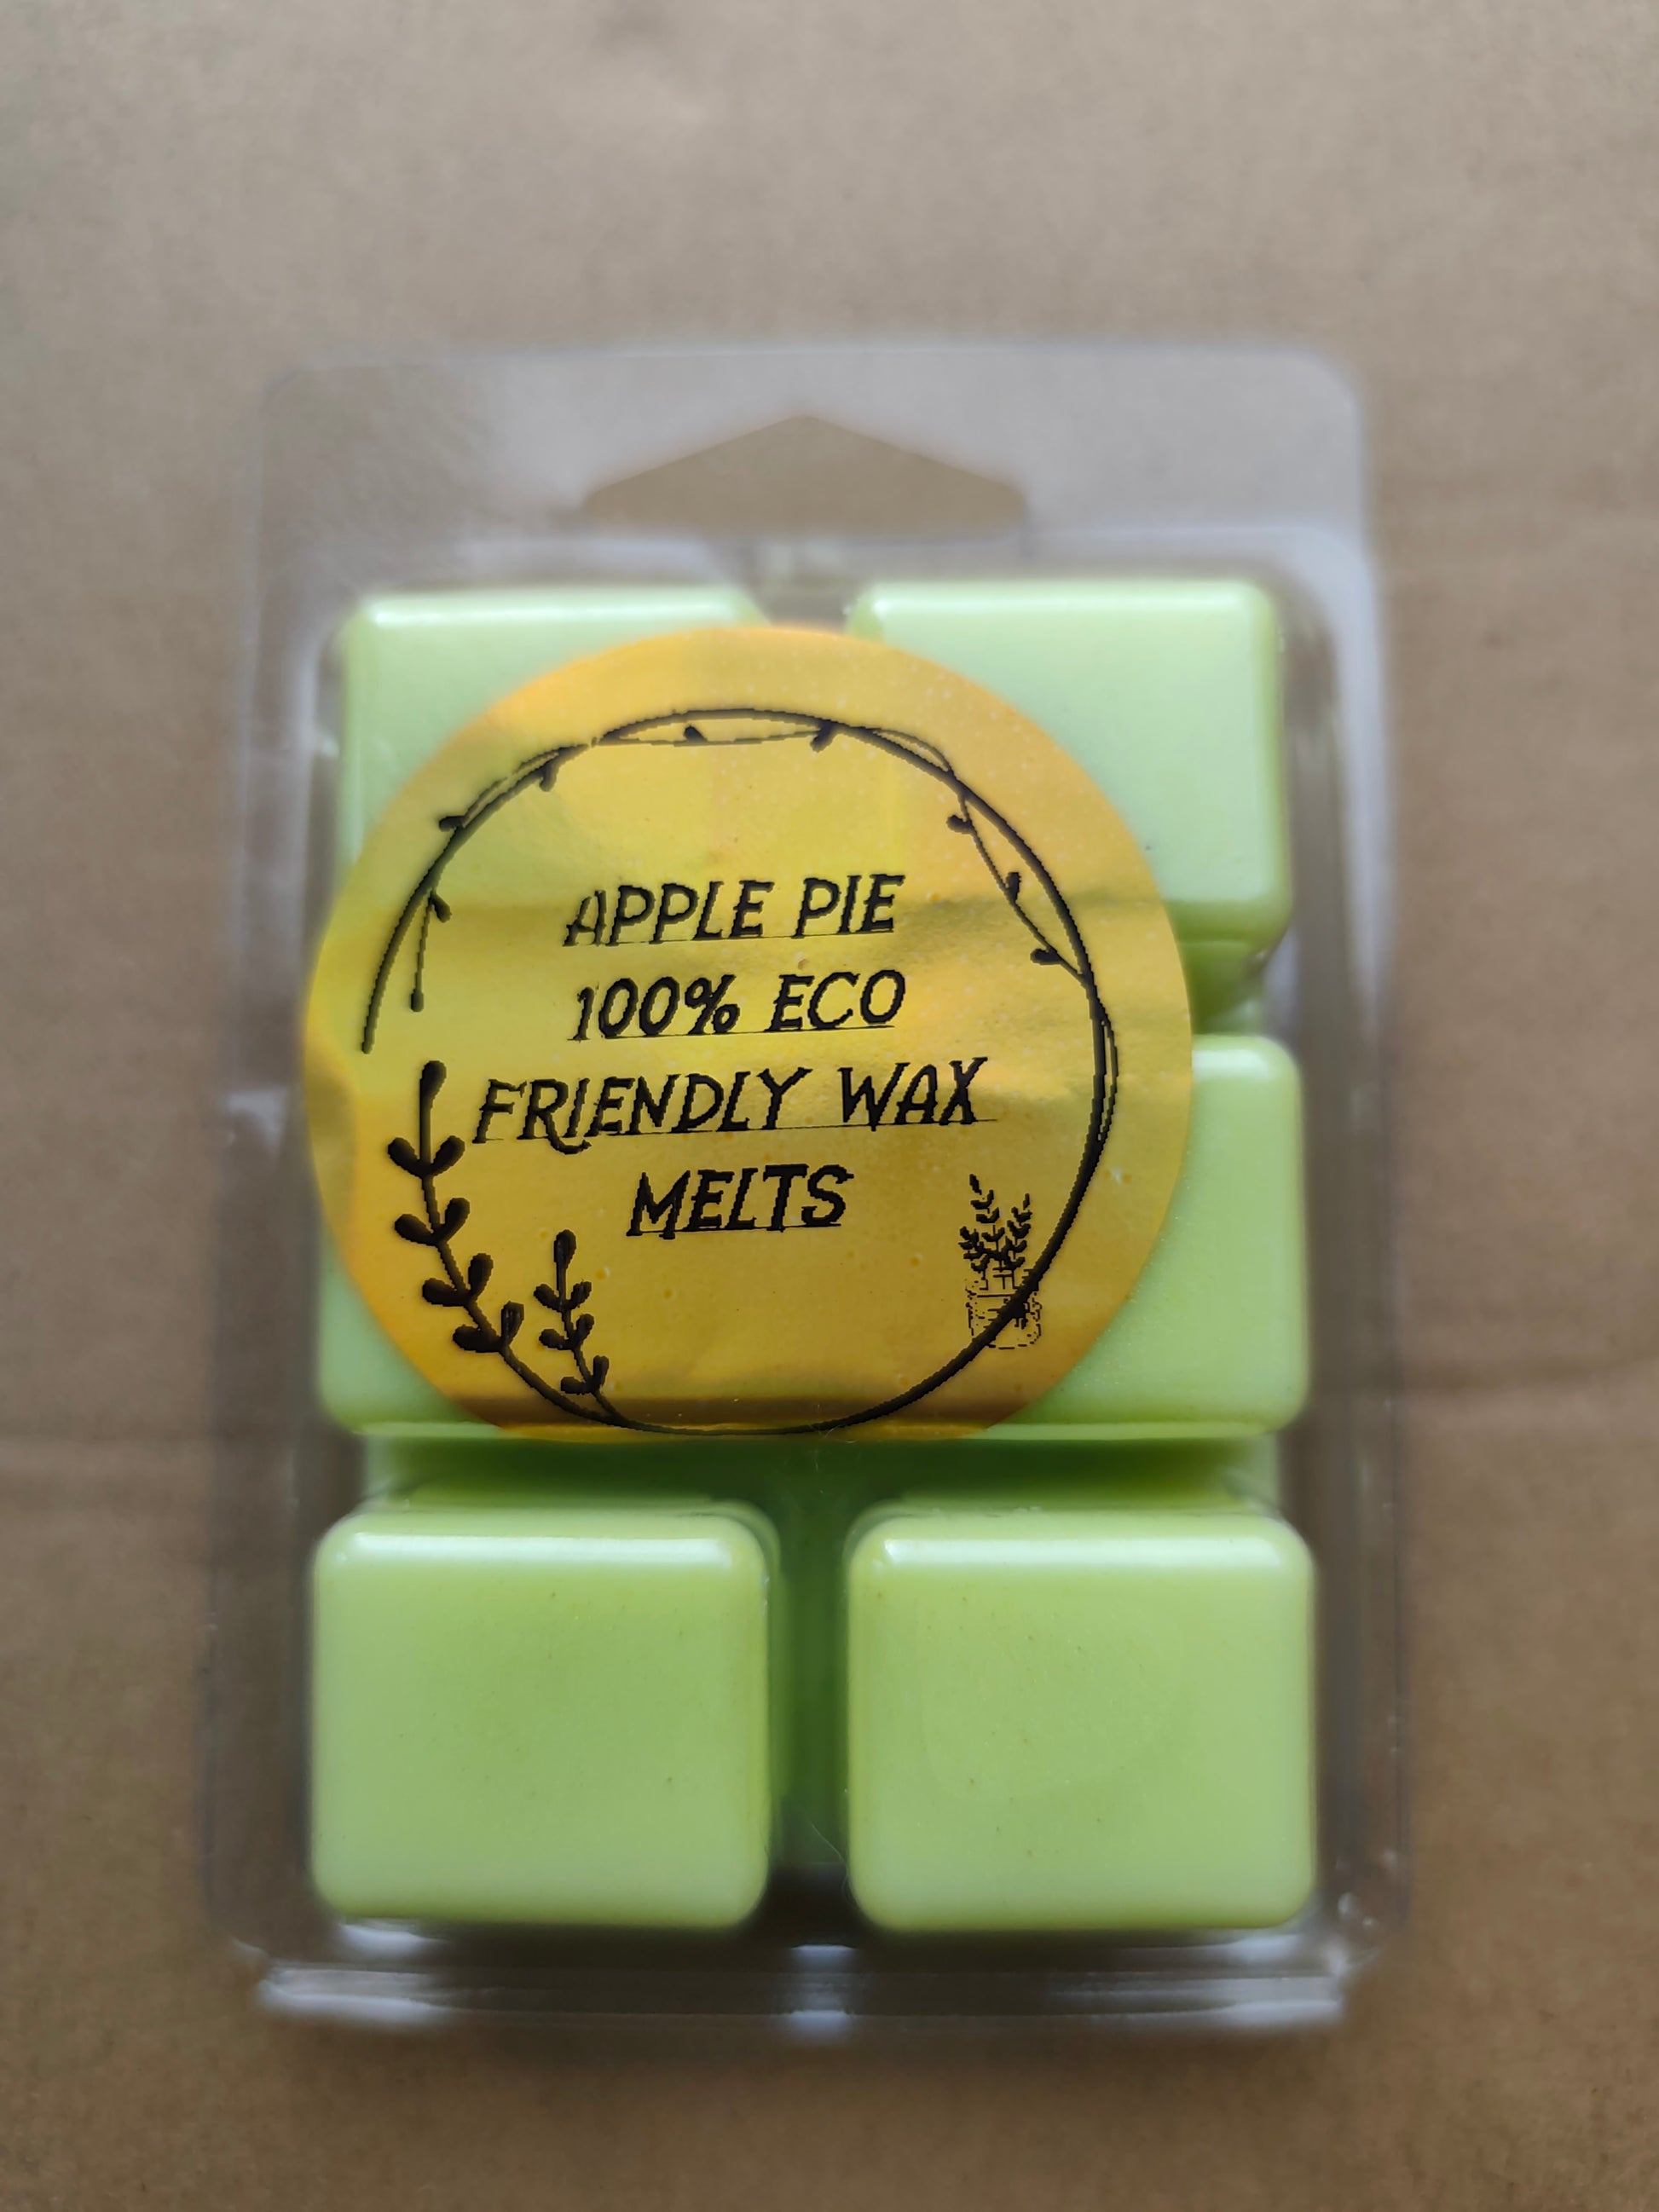 APPLE PIE
100% ECO
FRIENDLY WAX
MELTS